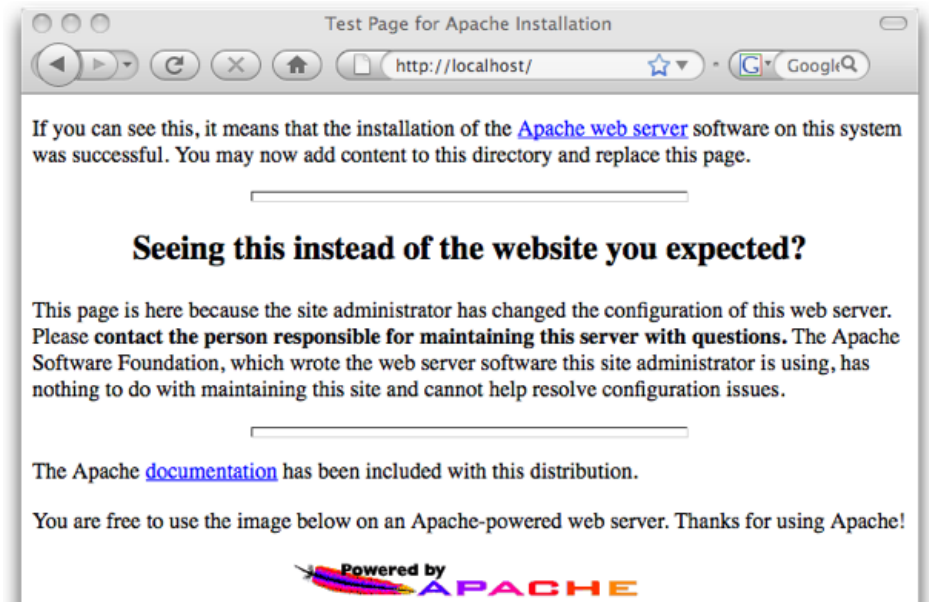 Test Page for Apache Installation
http://localhost/
G
Google
If you can see this, it means that the installation of the Apache web server software on this system
was successful. You may now add content to this directory and replace this page.
Seeing this instead of the website you expected?
This page is here because the site administrator has changed the configuration of this web server.
Please contact the person responsible for maintaining this server with questions. The Apache
Software Foundation, which wrote the web server software this site administrator is using, has
nothing to do with maintaining this site and cannot help resolve configuration issues.
The Apache documentation has been included with this distribution.
You are free to use the image below on an Apache-powered web server. Thanks for using Apache!
Powered by
APACHE